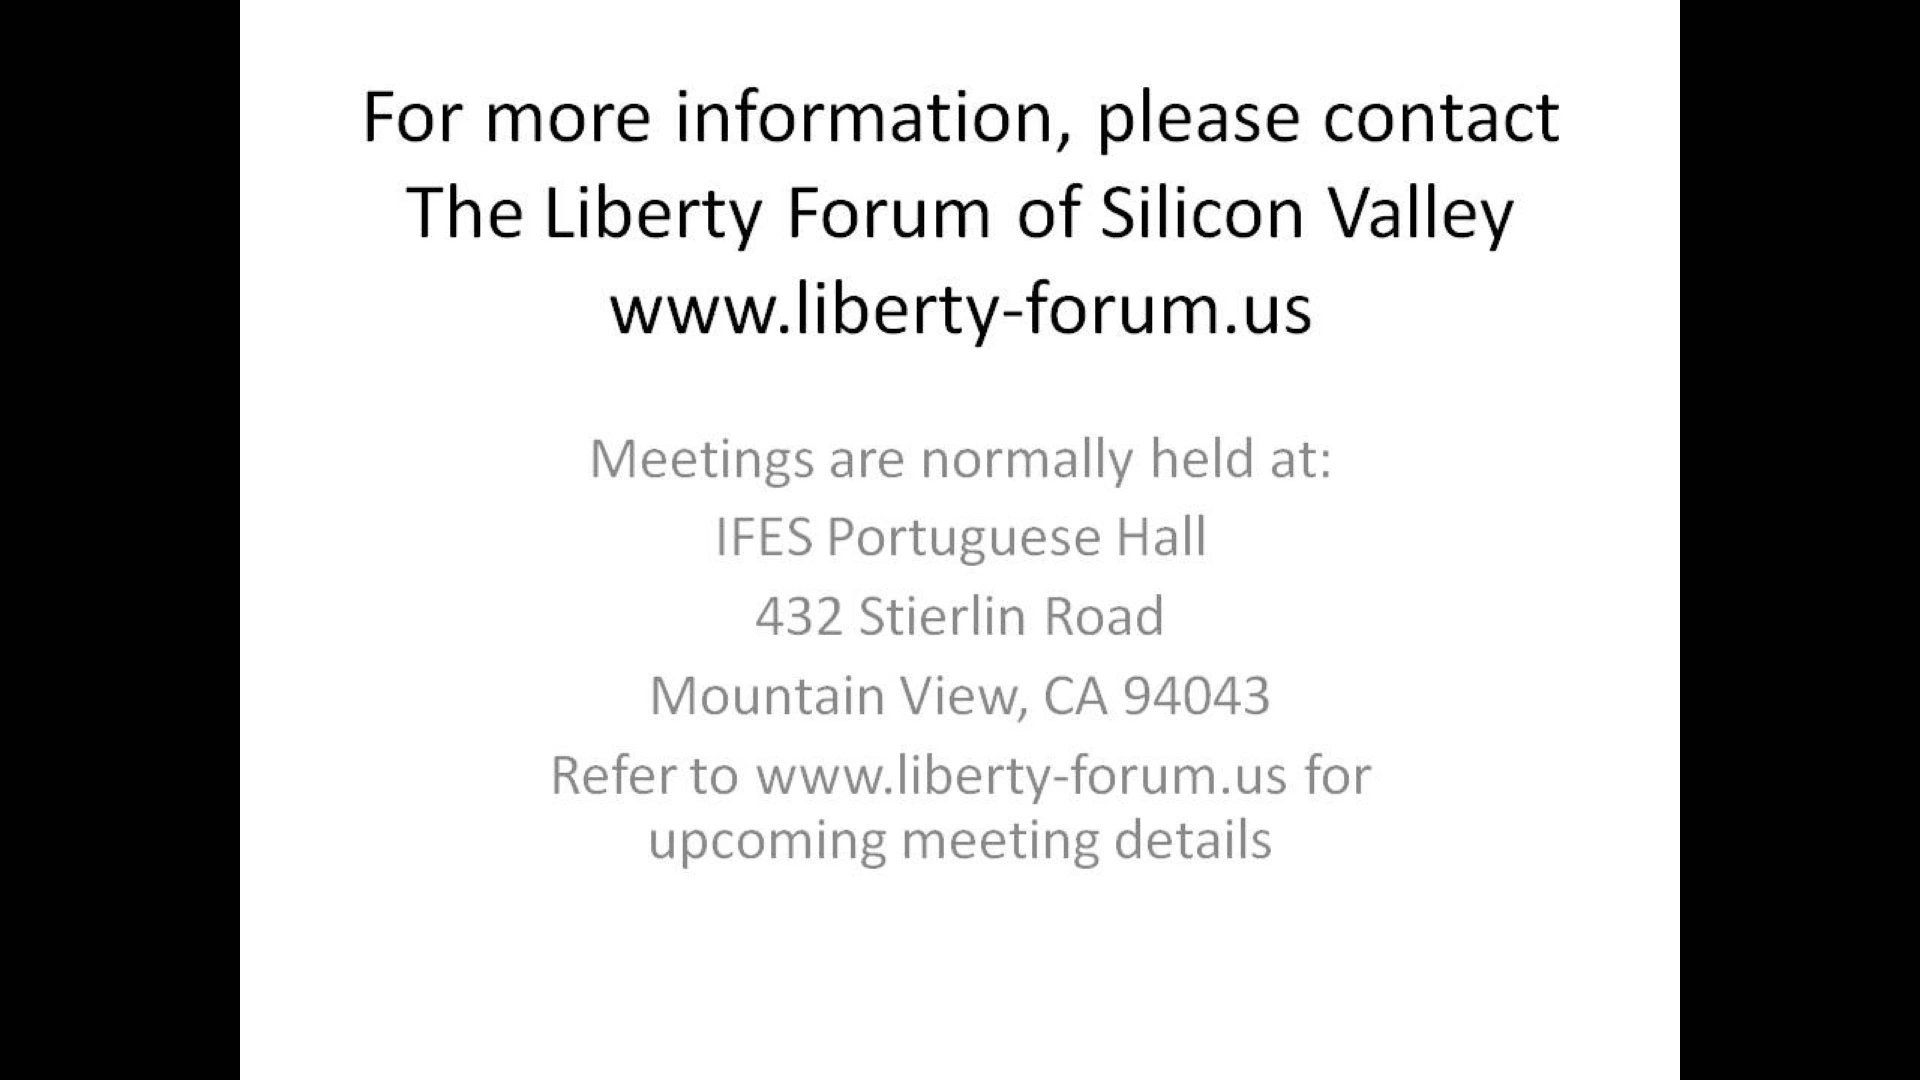 For more information, please contact
The Liberty Forum of Silicon Valley
www.liberty-forum.us
Meetings are normally held at:
IFES Portuguese Hall
432 Stierlin Road
Mountain View, CA 94043
Refer to www.liberty-forum.us for
upcoming meeting details